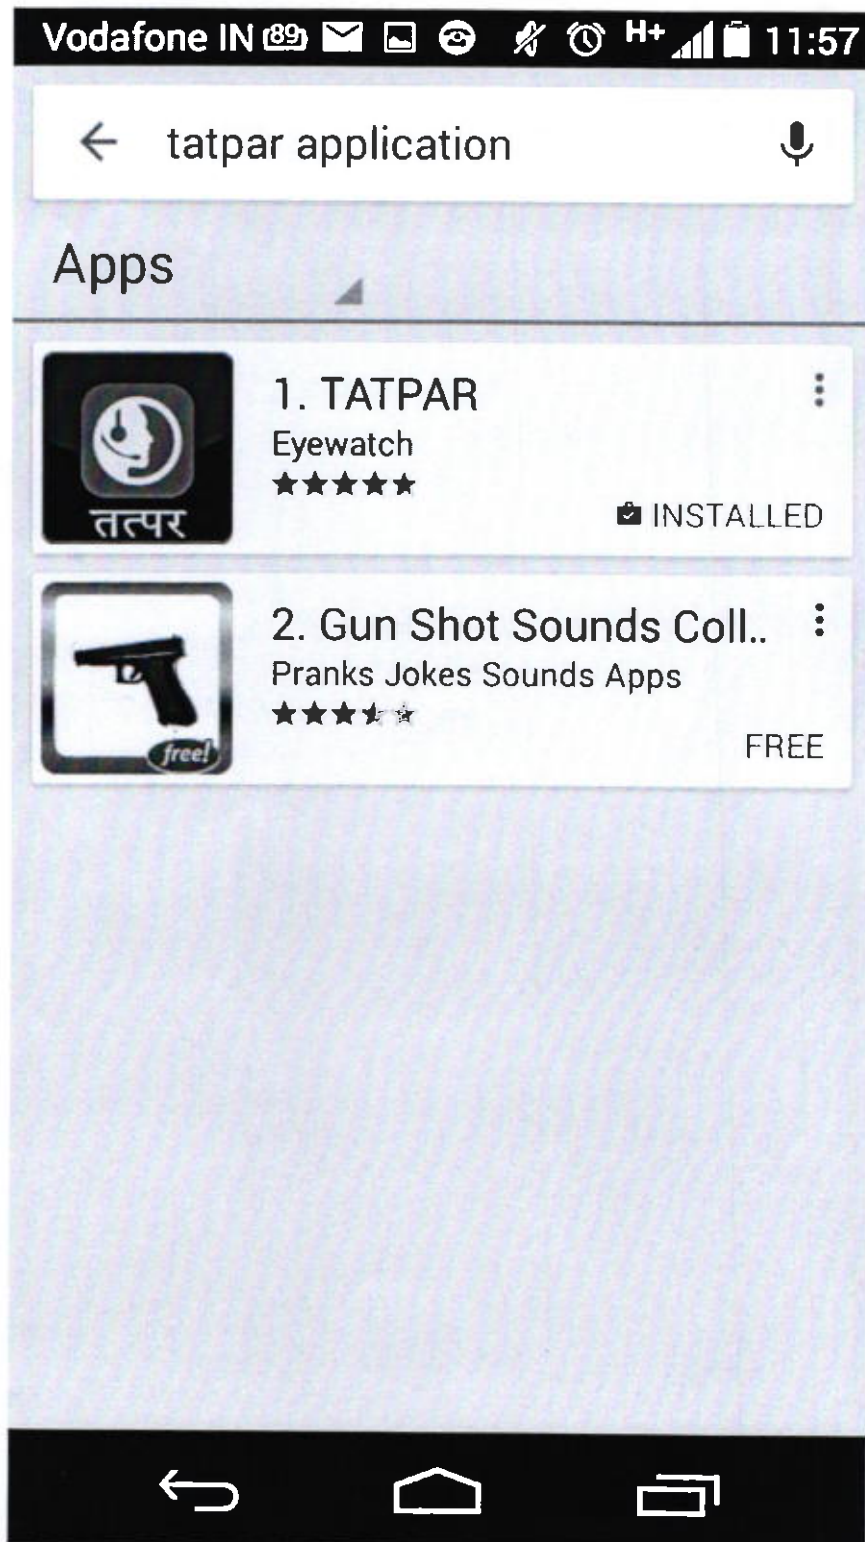 Vodafone IN 89 H+ 11:57
tatpar application
Apps
1. TATPAR
Eyewatch
INSTALLED
तत्पर
2. Gun Shot Sounds Coll..
Pranks Jokes Sounds Apps
free!
FREE